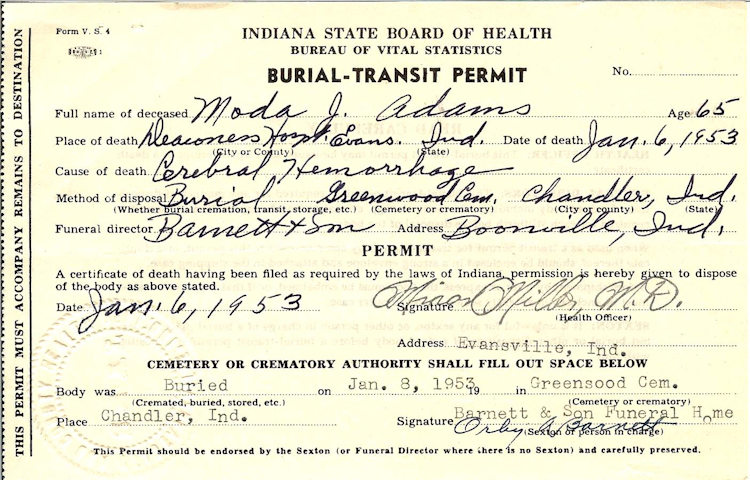 Form V. S. 4
INDIANA STATE BOARD OF HEALTH
BUREAU OF VITAL STATISTICS
BURIAL-TRANSIT PERMIT
No.
Full name of deceased Moda J. Adams Age 65
Place of death Deaconess Hospt. Evans. Ind. Date of death Jan. 6, 1953
(City or County) (State)
Cause of death Cerebral Hemorrhage
Method of disposal Burial Greenwood Cem. Chandler, Ind.
(Whether burial cremation, transit, storage, etc.) (Cemetery or crematory) (City or county) (State)
Funeral director Barnett & Son Address Boonville, Ind.
PERMIT
A certificate of death having been filed as required by the laws of Indiana, permission is hereby given to dispose
of the body as above stated.
Date Jan. 6, 1953 Signature Miller, M.D.
(Health Officer)
Address Evansville, Ind.
CEMETERY OR CREMATORY AUTHORITY SHALL FILL OUT SPACE BELOW
Body was Buried on Jan. 8, 1953 19 in Greensood Cem.
(Cremated, buried, stored, etc.) (Cemetery or crematory)
Place Chandler, Ind. Signature Barnett & Son Funeral Home
Orby A. Barnett
(Sexton or person in charge)
This Permit should be endorsed by the Sexton (or Funeral Director where there is no Sexton) and carefully preserved.
THIS PERMIT MUST ACCOMPANY REMAINS TO DESTINATION